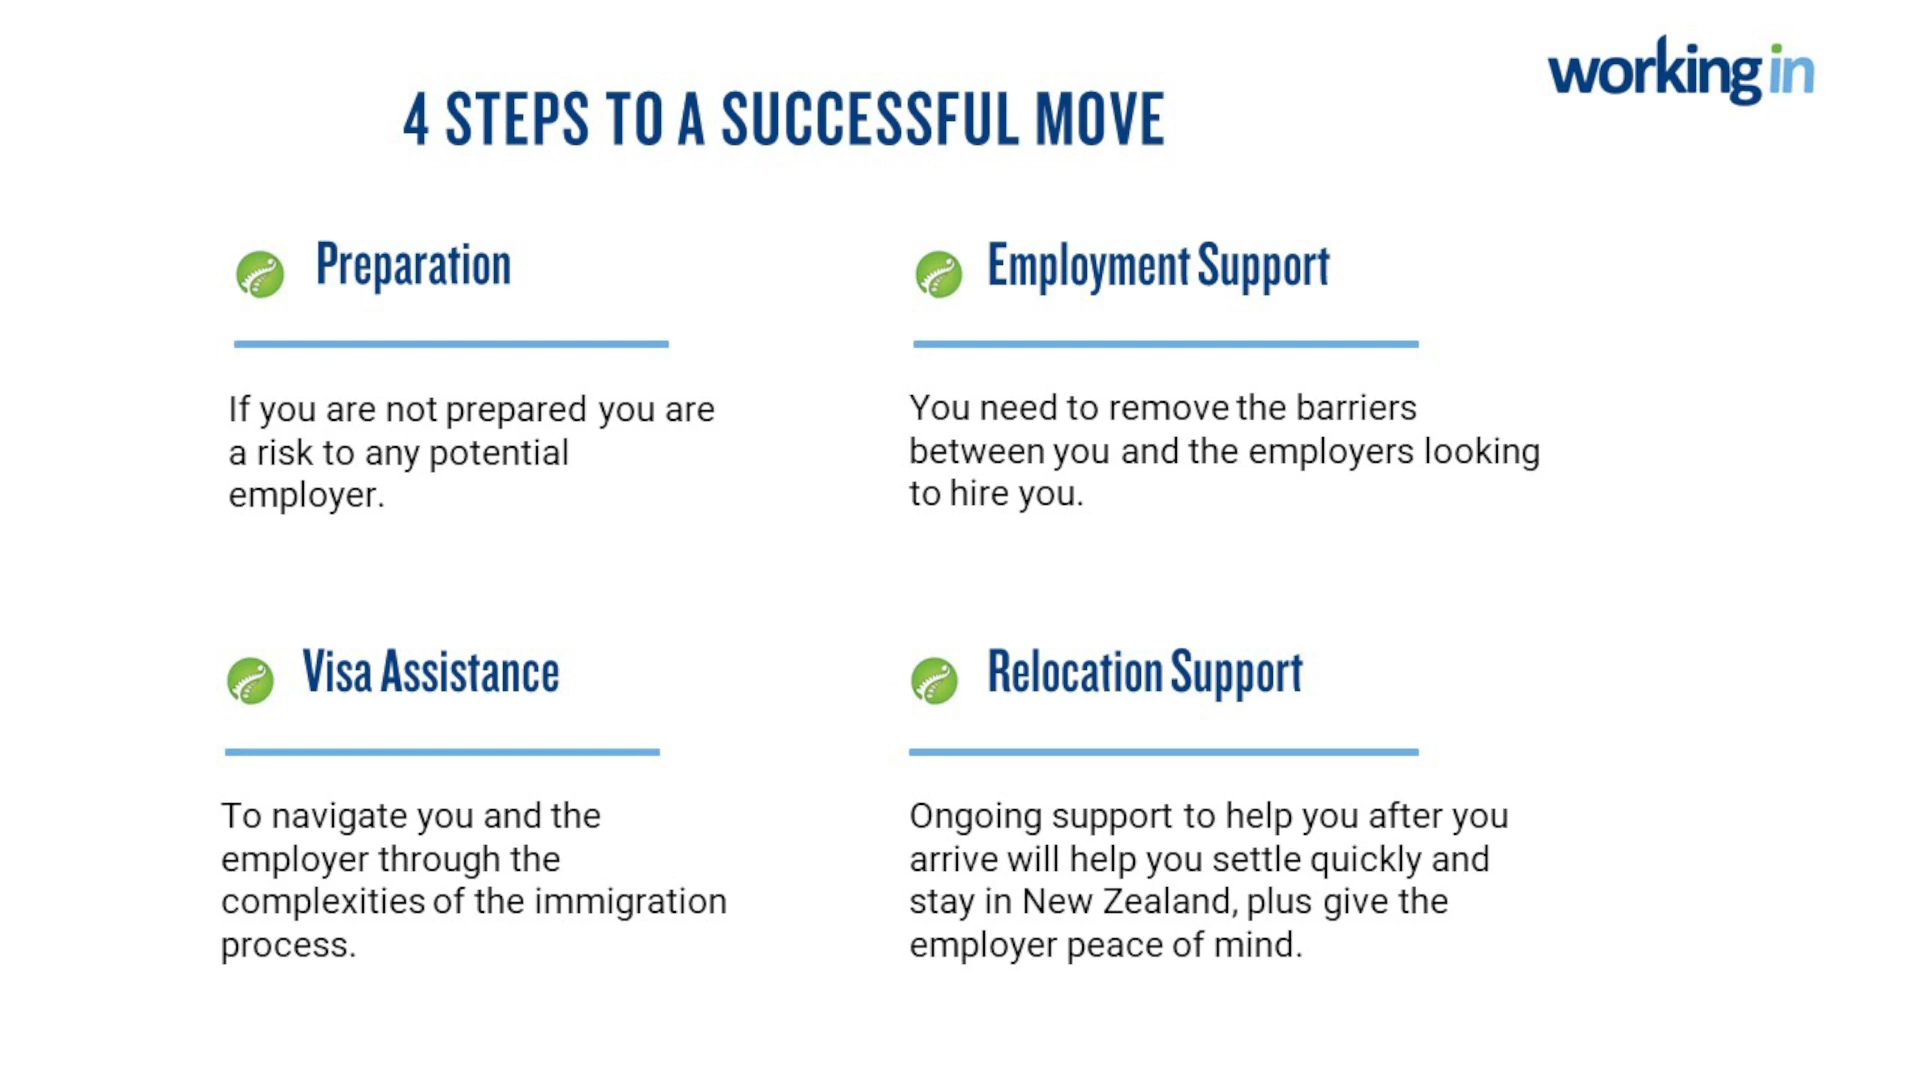 working in
4 STEPS TO A SUCCESSFUL MOVE
Preparation
If you are not prepared you are
a risk to any potential
employer.
Employment Support
You need to remove the barriers
between you and the employers looking
to hire you.
Visa Assistance
To navigate you and the
employer through the
complexities of the immigration
process.
Relocation Support
Ongoing support to help you after you
arrive will help you settle quickly and
stay in New Zealand, plus give the
employer peace of mind.